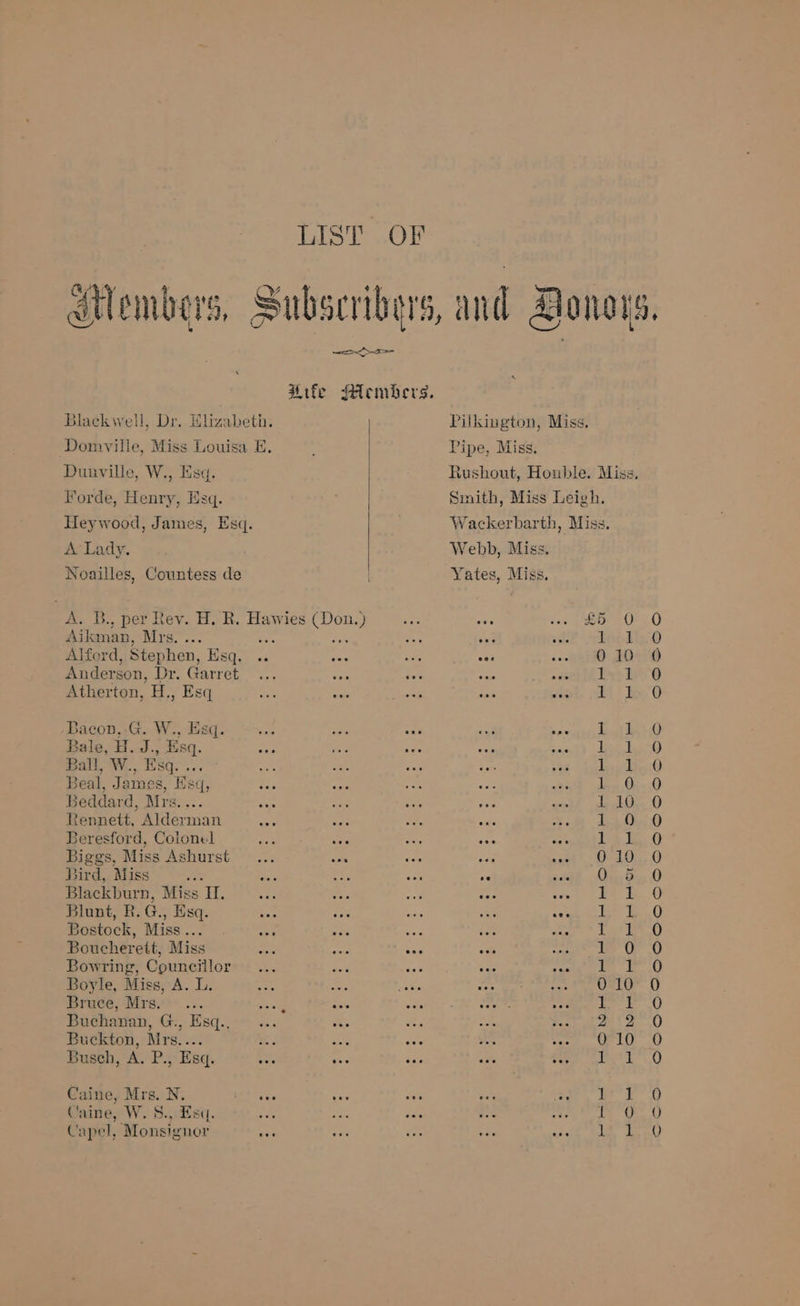 LIST OF
Members, Subscribers, and Donors.
Life Members.
Blackwell, Dr. Elizabeth.
Domville, Miss Louisa E.
Dunville, W., Esq.
Forde, Henry, Esq.
Heywood, James, Esq.
A Lady.
Noailles, Countess de
Pilkington, Miss.
Pipe, Miss.
Rushout, Honble. Miss.
Smith, Miss Leigh.
Wackerbarth, Miss.
Webb, Miss.
Yates, Miss.
A. B., per Rev. H. R. Hawies (Don.) ... ... ... £5 0 0
Aikman, Mrs. ... ... ... ... ... ... 1 1 0
Alford, Stephen, Esq. .. ... ... ... ... 0 10 0
Anderson, Dr. Garret ... ... ... ... ... 1 1 0
Atherton, H., Esq ... ... ... ... ... 1 1 0
Bacon, G. W., Esq. ... ... ... ... ... 1 1 0
Bale, H. J., Esq. ... ... ... ... ... 1 1 0
Ball, W., Esq. ... ... ... ... ... ... 1 1 0
Beal, James, Esq, ... ... ... ... ... 1 0 0
Beddard, Mrs. ... ... ... ... ... ... 1 10 0
Bennett, Alderman ... ... ... ... ... 1 0 0
Beresford, Colonel ... ... ... ... ... 1 1 0
Biggs, Miss Ashurst ... ... ... ... ... 0 10 0
Bird, Miss ... ... ... ... .. ... 0 5 0
Blackburn, Miss H. ... ... ... ... ... 1 1 0
Blunt, R. G., Esq. ... ... ... ... ... 1 1 0
Bostock, Miss ... ... ... ... ... ... 1 1 0
Boucherett, Miss ... ... ... ... ... 1 0 0
Bowring, Councillor ... ... ... ... ... 1 1 0
Boyle, Miss, A. L. ... ... ... ... ... 0 10 0
Bruce, Mrs. ... ... ... ... ... ... 1 1 0
Buchanan, G., Esq., ... ... ... ... ... 2 2 0
Buckton, Mrs. ... ... ... ... ... ... 0 10 0
Busch, A. P., Esq. ... ... ... ... ... 1 1 0
Caine, Mrs. N. ... ... ... ... .. 1 1 0
Caine, W. S., Esq. ... ... ... ... ... 1 0 0
Capel, Monsignor ... ... ... ... ... 1 1 0